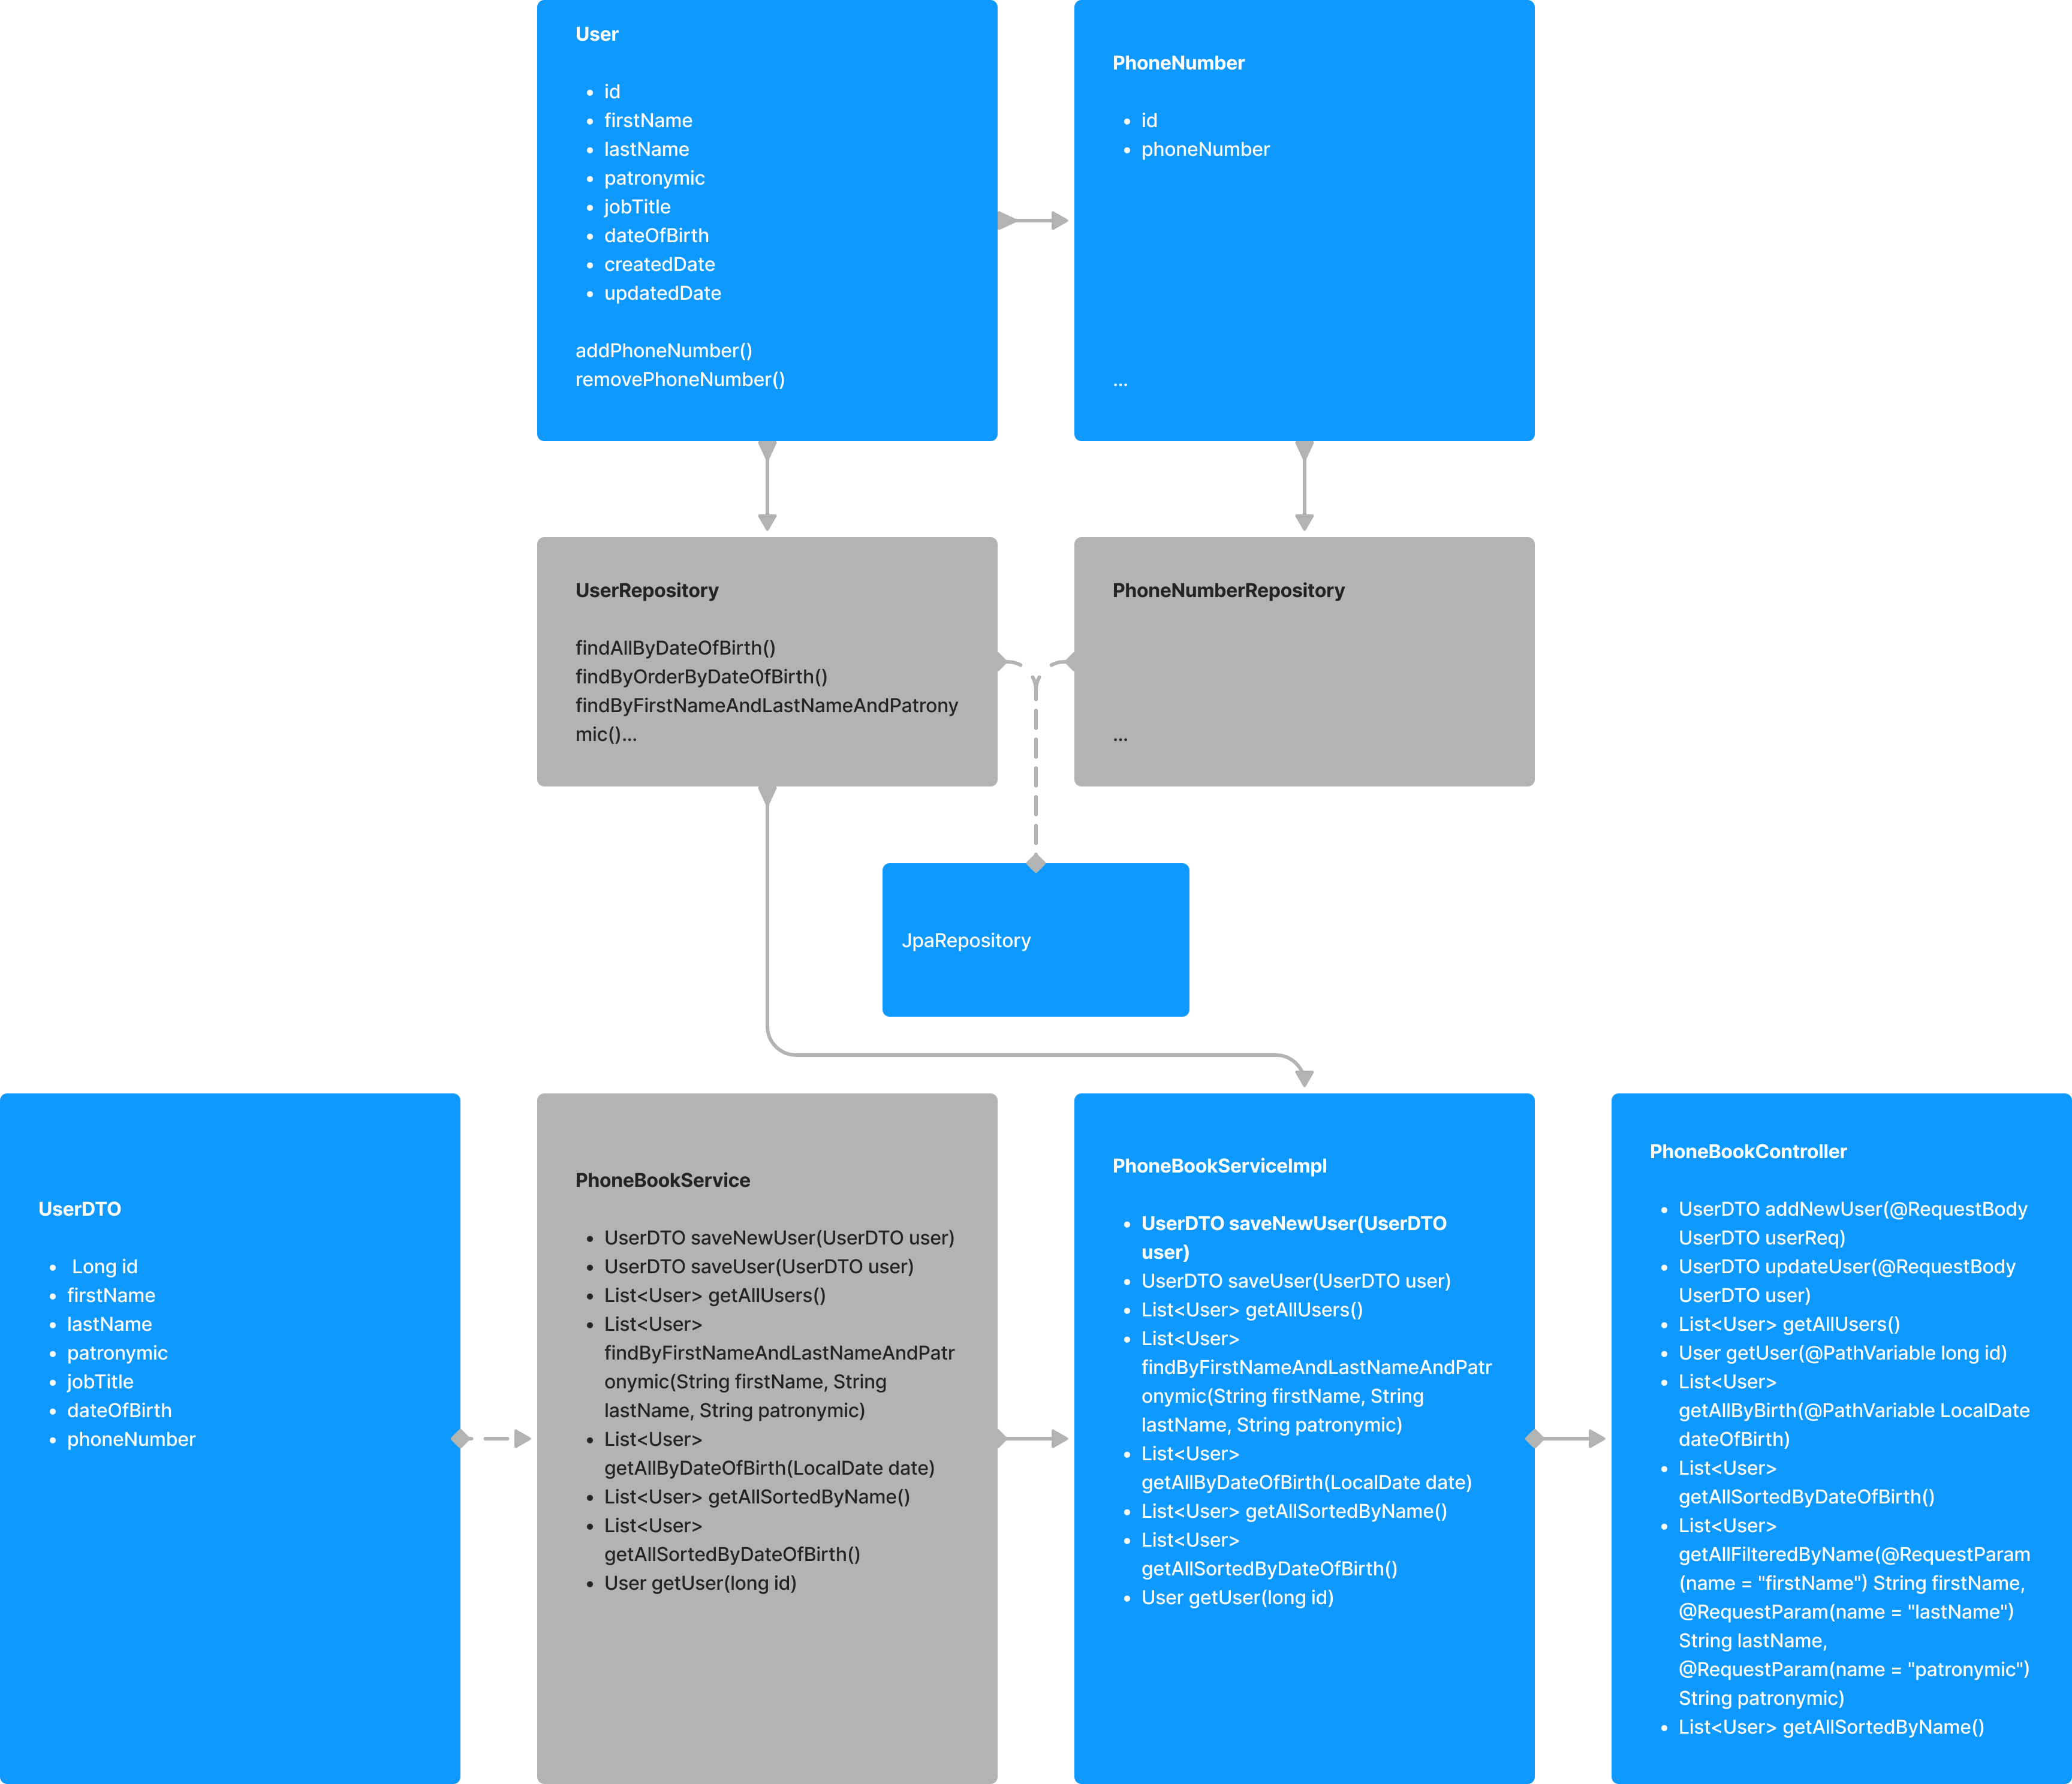 User
id
firstName
lastName
patronymic
jobTitle
dateOfBirth
createdDate
updatedDate
addPhoneNumber()
removePhoneNumber()
PhoneNumber
id
phoneNumber
...
UserRepository
findAllByDateOfBirth()
findByOrderByDateOfBirth()
findByFirstNameAndLastNameAndPatrony
mic()...
PhoneNumberRepository
...
JpaRepository
UserDTO
Long id
firstName
lastName
patronymic
jobTitle
dateOfBirth
phoneNumber
PhoneBookService
UserDTO saveNewUser(UserDTO user)
UserDTO saveUser(UserDTO user)
List<User> getAllUsers()
List<User>
findByFirstNameAndLastNameAndPatr
onymic(String firstName, String
lastName, String patronymic)
List<User>
getAllByDateOfBirth(LocalDate date)
List<User> getAllSortedByName()
List<User>
getAllSortedByDateOfBirth()
User getUser(long id)
PhoneBookServiceImpl
UserDTO saveNewUser(UserDTO
user)
UserDTO saveUser(UserDTO user)
List<User> getAllUsers()
List<User>
findByFirstNameAndLastNameAndPatr
onymic(String firstName, String
lastName, String patronymic)
List<User>
getAllByDateOfBirth(LocalDate date)
List<User> getAllSortedByName()
List<User>
getAllSortedByDateOfBirth()
User getUser(long id)
PhoneBookController
UserDTO addNewUser(@RequestBody
UserDTO userReq)
UserDTO updateUser(@RequestBody
UserDTO user)
List<User> getAllUsers()
User getUser(@PathVariable long id)
List<User>
getAllByBirth(@PathVariable LocalDate
dateOfBirth)
List<User>
getAllSortedByDateOfBirth()
List<User>
getAllFilteredByName(@RequestParam
(name = "firstName") String firstName,
@RequestParam(name = "lastName")
String lastName,
@RequestParam(name = "patronymic")
String patronymic)
List<User> getAllSortedByName()